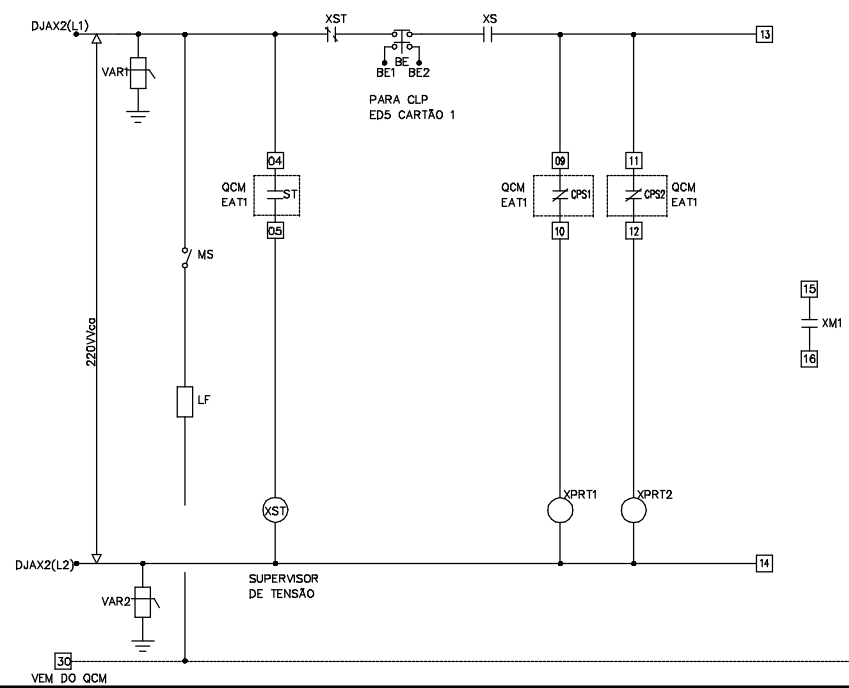 DJAX2(L1)
XST
XS
13
VAR1
BE
BE1 BE2
PARA CLP
ED5 CARTÃO 1
04
09
11
QCM
EAT1
ST
QCM
EAT1
CPS1
CPS2
QCM
EAT1
05
10
12
MS
15
XM1
16
220VVca
LF
XST
XPRT1
XPRT2
DJAX2(L2)
14
SUPERVISOR
DE TENSÃO
VAR2
30
VEM DO QCM